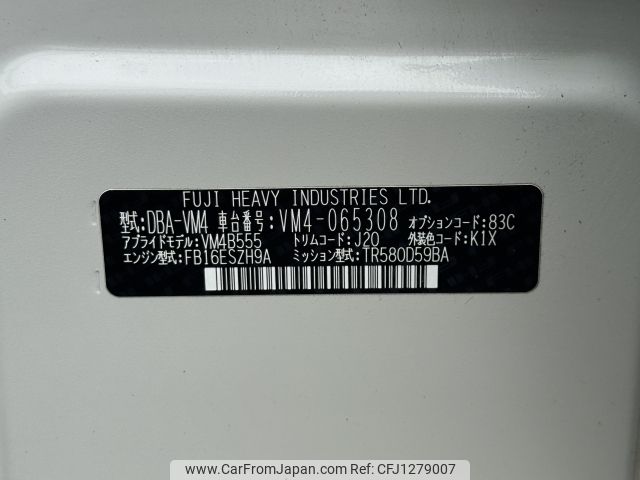 FUJI HEAVY INDUSTRIES LTD.
型式:DBA-VM4 車台番号:VM4-065308 オプションコード:83C
アプライドモデル:VM4B555 トリムコード:J20 外装色コード:K1X
エンジン型式:FB16ESZH9A ミッション型式:TR580D59BA
www.CarFromJapan.com - Ref No. CFJ1279007